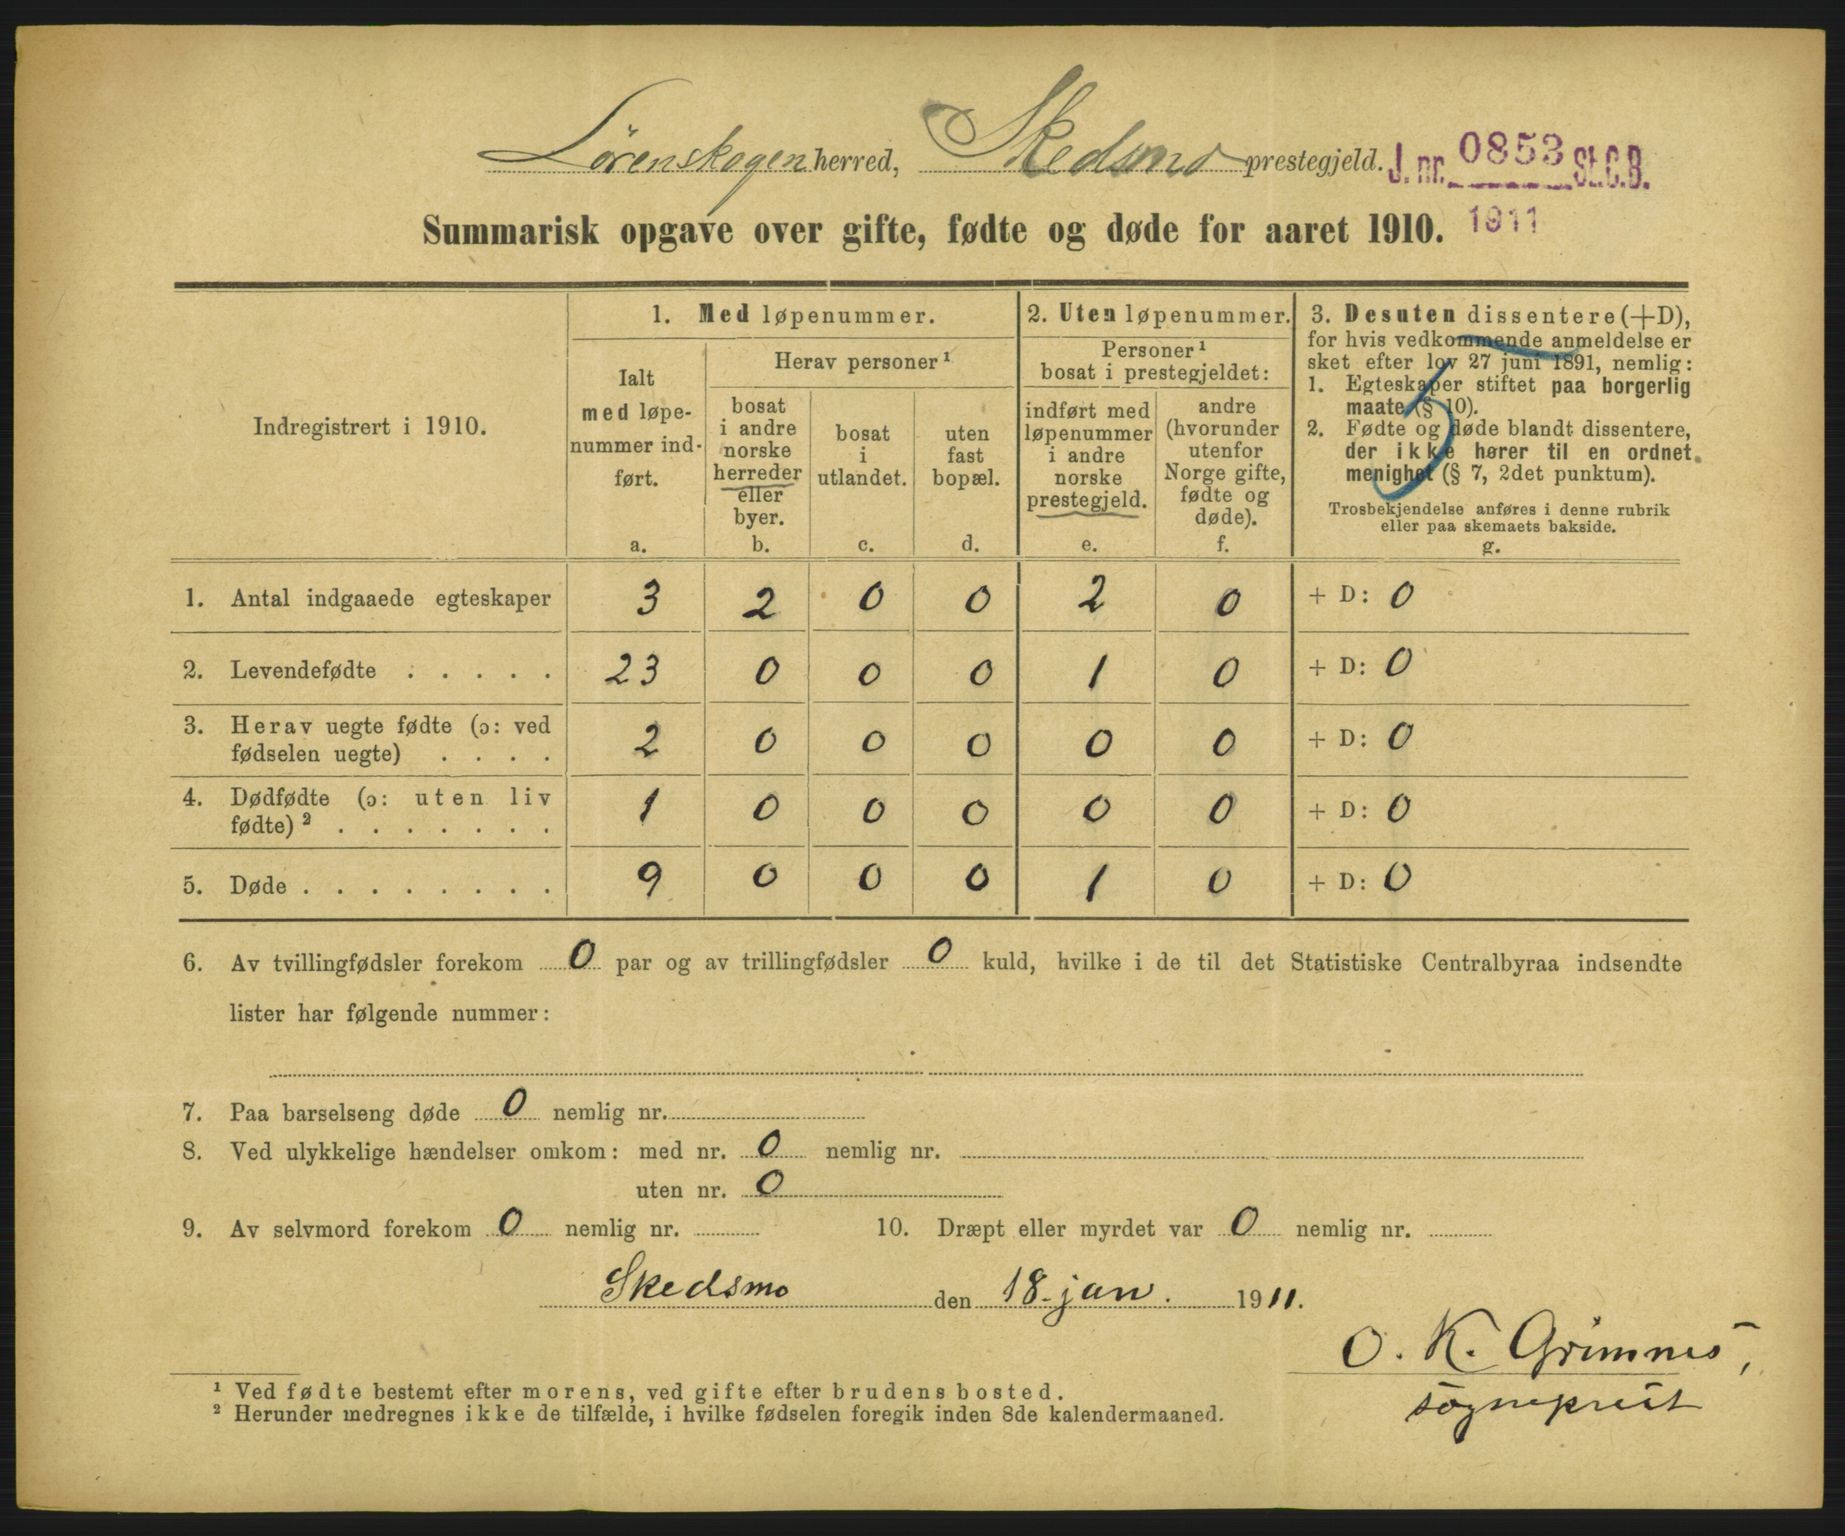 Lørenskogen herred, Skedsmo prestegjeld. J. nr. 0853 St.C.B.
1911
Summarisk opgave over gifte, fødte og døde for aaret 1910.
Indregistrert i 1910.
1. Med løpenummer.
Ialt
med løpe-
nummer ind-
ført.
a.
Herav personer ¹
bosat
i andre
norske
herreder
eller
byer.
b.
bosat
i
utlandet.
c.
uten
fast
bopæl.
d.
2. Uten løpenummer.
Personer ¹
bosat i prestegjeldet:
indført med
løpenummer
i andre
norske
prestegjeld.
e.
andre
(hvorunder
utenfor
Norge gifte,
fødte og
døde).
f.
3. Desuten dissentere (+D),
for hvis vedkommende anmeldelse er
sket efter lov 27 juni 1891, nemlig:
1. Egteskaper stiftet paa borgerlig
maate (§ 10).
2. Fødte og døde blandt dissentere,
der ikke hører til en ordnet
menighet (§ 7, 2det punktum).
Trosbekjendelse anføres i denne rubrik
eller paa skemaets bakside.
g.
5
1. Antal indgaaede egteskaper 3 2 0 0 2 0 + D: 0
2. Levendefødte . . . . . 23 0 0 0 1 0 + D: 0
3. Herav uegte fødte (ɔ: ved
fødselen uegte) . . . . 2 0 0 0 0 0 + D: 0
4. Dødfødte (ɔ: uten liv
fødte) ² . . . . . . . 1 0 0 0 0 0 + D: 0
5. Døde . . . . . . . . 9 0 0 0 1 0 + D: 0
6. Av tvillingfødsler forekom 0 par og av trillingfødsler 0 kuld, hvilke i de til det Statistiske Centralbyraa indsendte
lister har følgende nummer:
7. Paa barselseng døde 0 nemlig nr.
8. Ved ulykkelige hændelser omkom: med nr. 0 nemlig nr.
uten nr. 0
9. Av selvmord forekom 0 nemlig nr. 10. Dræpt eller myrdet var 0 nemlig nr.
Skedsmo den 18. jan. 1911.
O. K. Grimnes,
sogneprest
¹ Ved fødte bestemt efter morens, ved gifte efter brudens bosted.
² Herunder medregnes ikke de tilfælde, i hvilke fødselen foregik inden 8de kalendermaaned.